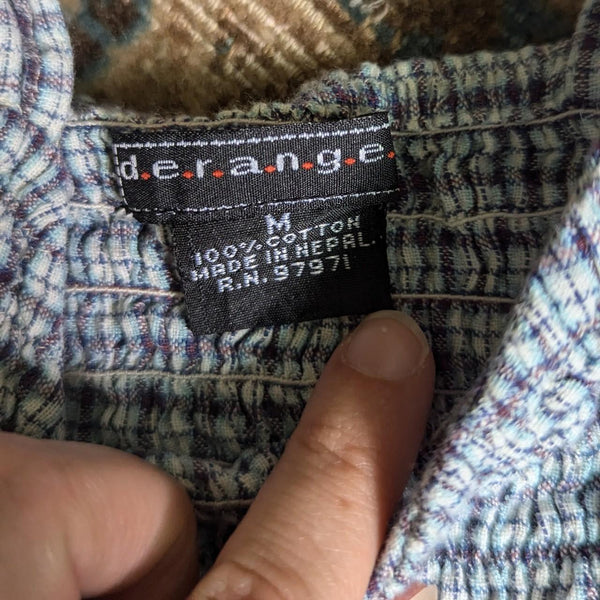 d.e.r.a.n.g.e.
M
100% COTTON
MADE IN NEPAL.
R.N. 97971